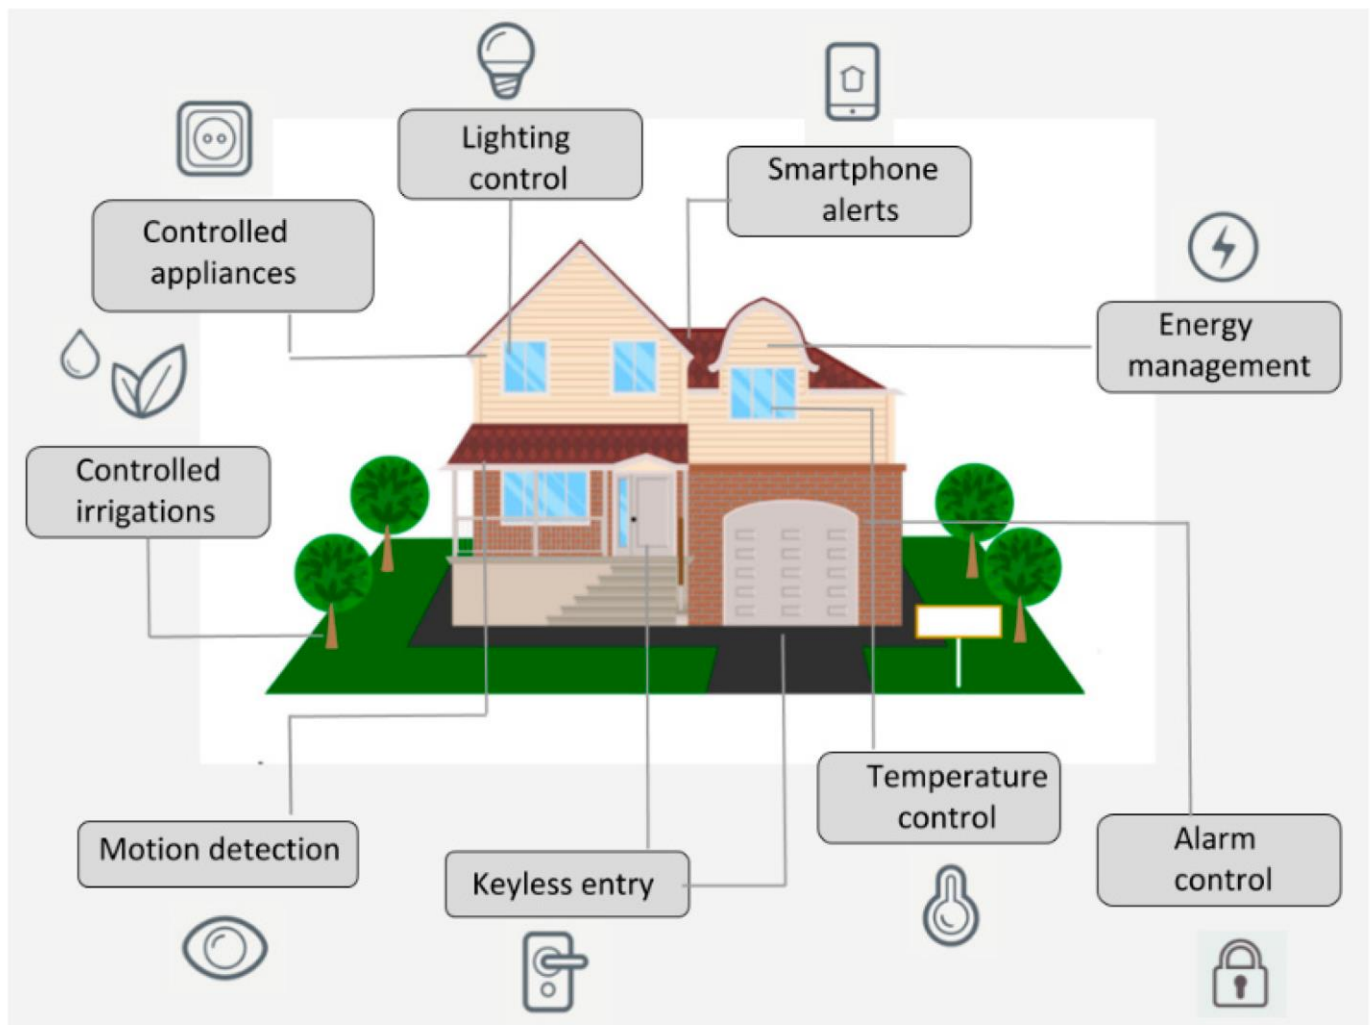 Lighting
control
Smartphone
alerts
Controlled
appliances
Energy
management
Controlled
irrigations
Temperature
control
Motion detection
Keyless entry
Alarm
control